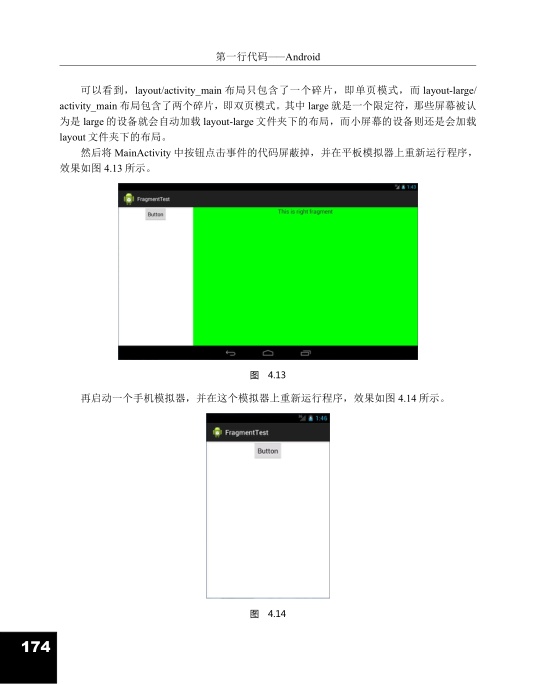 第一行代码——Android
可以看到，layout/activity_main 布局只包含了一个碎片，即单页模式，而 layout-large/
activity_main 布局包含了两个碎片，即双页模式。其中 large 就是一个限定符，那些屏幕被认
为是 large 的设备就会自动加载 layout-large 文件夹下的布局，而小屏幕的设备则还是会加载
layout 文件夹下的布局。
然后将 MainActivity 中按钮点击事件的代码屏蔽掉，并在平板模拟器上重新运行程序，
效果如图 4.13 所示。
1:43
FragmentTest
Button
This is right fragment
图 4.13
再启动一个手机模拟器，并在这个模拟器上重新运行程序，效果如图 4.14 所示。
1:46
FragmentTest
Button
图 4.14
174